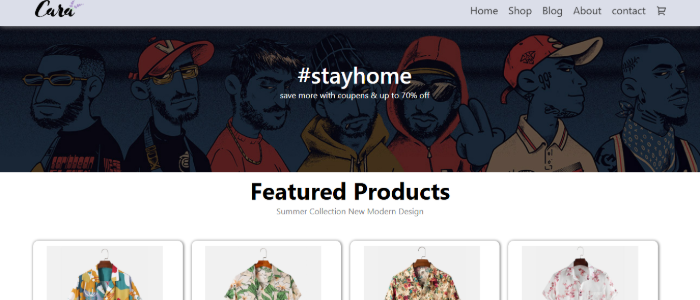 Cara
Home Shop Blog About contact
#stayhome
save more with coupens & up to 70% off
Featured Products
Summer Collection New Modern Design